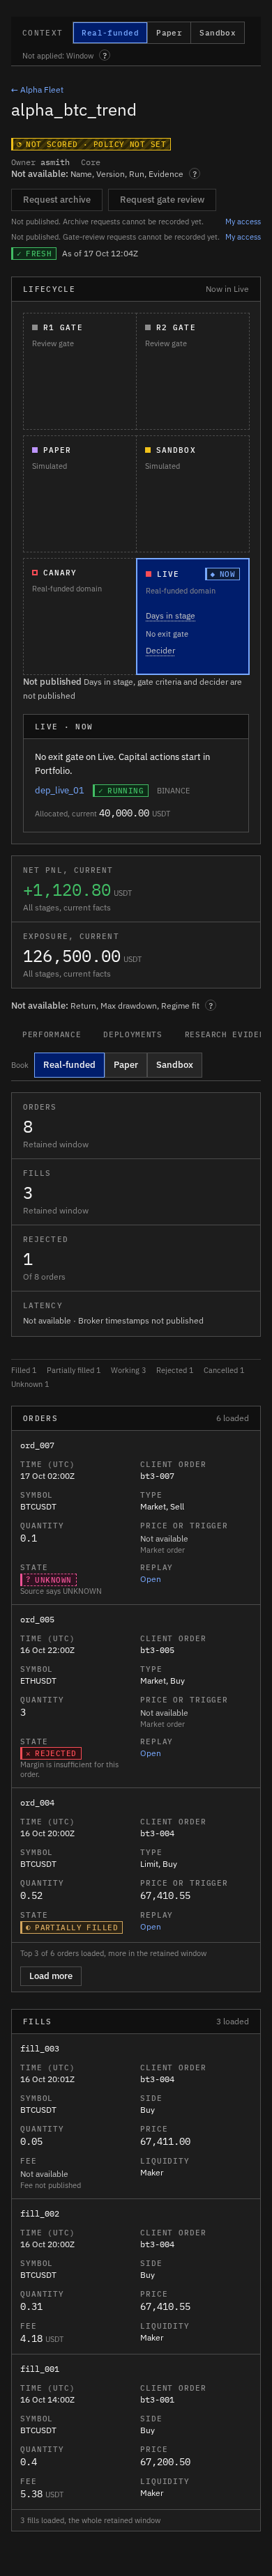 CONTEXT Real-funded Paper Sandbox
Not applied: Window ?
← Alpha Fleet
alpha_btc_trend
NOT SCORED · POLICY NOT SET
Owner asmith Core
Not available: Name, Version, Run, Evidence ?
Request archive Request gate review
Not published. Archive cannot be recorded yet. My access
Not published. Gate-review requests cannot be recorded yet. My access
✓ FRESH As of 17 Oct 12:04Z
LIFECYCLE Now in Live
R1 GATE R2 GATE
Review gate Review gate
PAPER SANDBOX
Simulated Simulated
CANARY LIVE ◆ NOW
Real-funded domain Real-funded domain
Days in stage
No exit gate
Decider
Not published Days in stage, gate criteria and decider are
not published
LIVE · NOW
No exit gate on Live. Capital actions start in
Portfolio.
dep_live_01 ✓ RUNNING BINANCE
Allocated, current 40,000.00 USDT
NET PNL, CURRENT
+1,120.80 USDT
All stages, current facts
EXPOSURE, CURRENT
126,500.00 USDT
All stages, current facts
Not available: Return, Max drawdown, Regime fit ?
PERFORMANCE DEPLOYMENTS RESEARCH EVIDE
Book Real-funded Paper Sandbox
ORDERS
8
Retained window
FILLS
3
Retained window
REJECTED
1
Of 8 orders
LATENCY
Not available · Broker timestamps not published
Filled 1 Partially filled 1 Working 3 Rejected 1 Cancelled 1
Unknown 1
ORDERS 6 loaded
ord_007
TIME (UTC) CLIENT ORDER
17 Oct 02:00Z bt3-007
SYMBOL TYPE
BTCUSDT Market, Sell
QUANTITY PRICE OR TRIGGER
0.1 Not available
Market order
STATE REPLAY
? UNKNOWN Open
Source says UNKNOWN
ord_005
TIME (UTC) CLIENT ORDER
16 Oct 22:00Z bt3-005
SYMBOL TYPE
ETHUSDT Market, Buy
QUANTITY PRICE OR TRIGGER
3 Not available
Market order
STATE REPLAY
✕ REJECTED Open
Margin is insufficient for this
order.
ord_004
TIME (UTC) CLIENT ORDER
16 Oct 20:00Z bt3-004
SYMBOL TYPE
BTCUSDT Limit, Buy
QUANTITY PRICE OR TRIGGER
0.52 67,410.55
STATE REPLAY
◐ PARTIALLY FILLED Open
Top 3 of 6 orders loaded, more in the retained window
Load more
FILLS 3 loaded
fill_003
TIME (UTC) CLIENT ORDER
16 Oct 20:01Z bt3-004
SYMBOL SIDE
BTCUSDT Buy
QUANTITY PRICE
0.05 67,411.00
FEE LIQUIDITY
Not available Maker
Fee not published
fill_002
TIME (UTC) CLIENT ORDER
16 Oct 20:00Z bt3-004
SYMBOL SIDE
BTCUSDT Buy
QUANTITY PRICE
0.31 67,410.55
FEE LIQUIDITY
4.18 USDT Maker
fill_001
TIME (UTC) CLIENT ORDER
16 Oct 14:00Z bt3-001
SYMBOL SIDE
BTCUSDT Buy
QUANTITY PRICE
0.4 67,200.50
FEE LIQUIDITY
5.38 USDT Maker
3 fills loaded, the whole retained window